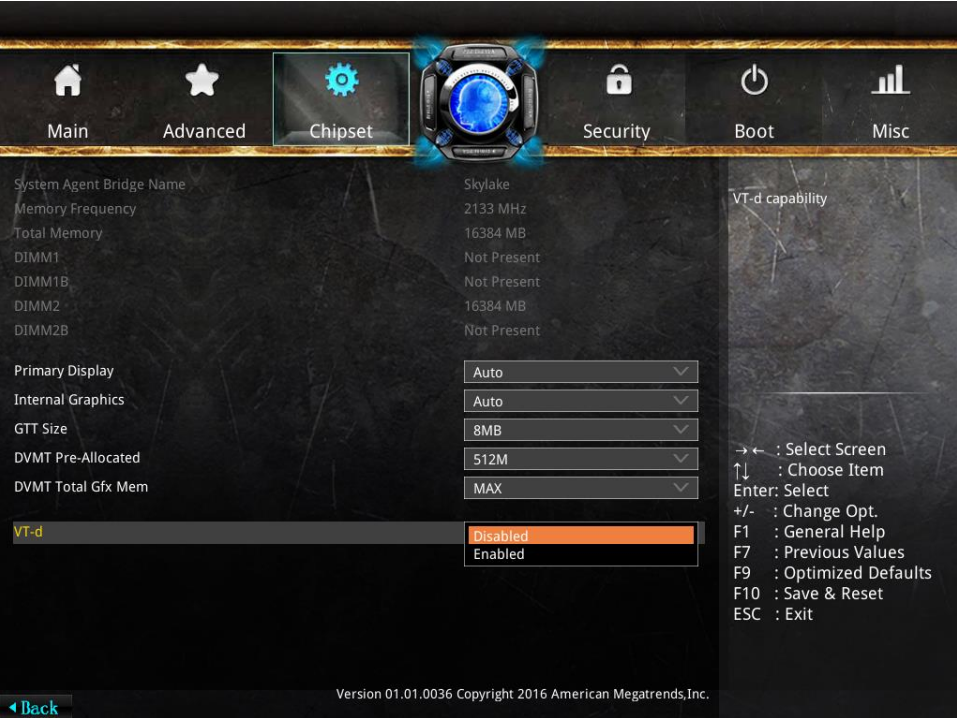 Main Advanced Chipset Security Boot Misc
System Agent Bridge Name Skylake
Memory Frequency 2133 MHz
Total Memory 16384 MB
DIMM1 Not Present
DIMM1B Not Present
DIMM2 16384 MB
DIMM2B Not Present
Primary Display Auto
Internal Graphics Auto
GTT Size 8MB
DVMT Pre-Allocated 512M
DVMT Total Gfx Mem MAX
VT-d Disabled
Enabled
VT-d capability
→← : Select Screen
↑↓ : Choose Item
Enter: Select
+/- : Change Opt.
F1 : General Help
F7 : Previous Values
F9 : Optimized Defaults
F10 : Save & Reset
ESC : Exit
Version 01.01.0036 Copyright 2016 American Megatrends,Inc.
Back